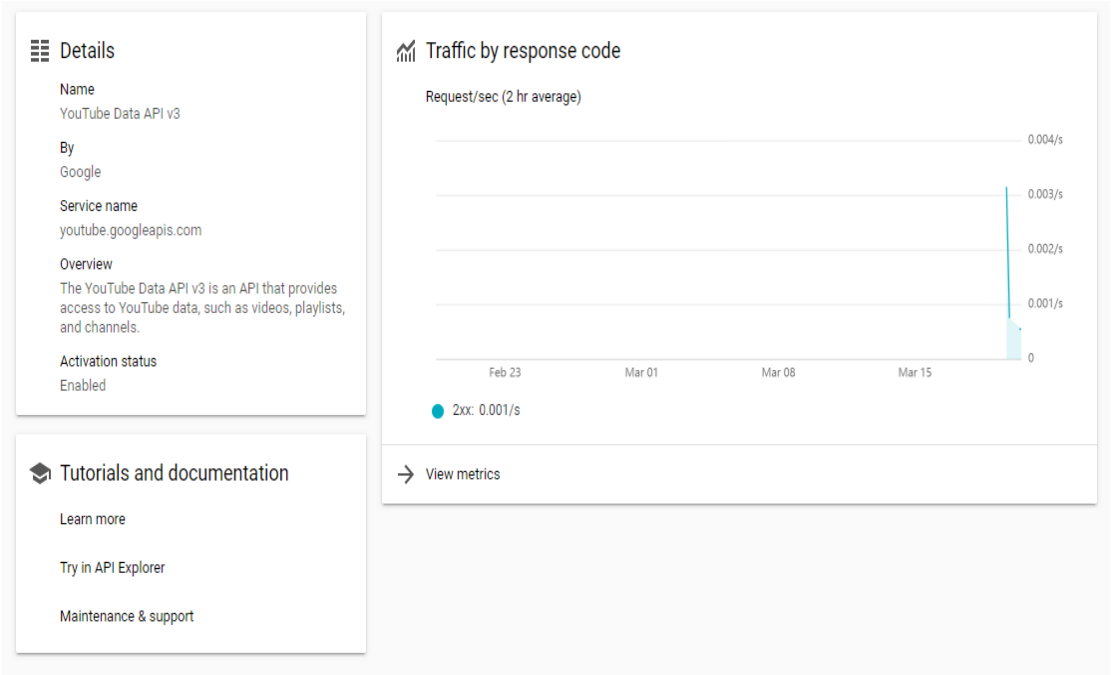 Details
Name
YouTube Data API v3
By
Google
Service name
youtube.googleapis.com
Overview
The YouTube Data API v3 is an API that provides
access to YouTube data, such as videos, playlists,
and channels.
Activation status
Enabled
Tutorials and documentation
Learn more
Try in API Explorer
Maintenance & support
Traffic by response code
Request/sec (2 hr average)
0.004/s
0.003/s
0.002/s
0.001/s
0
Feb 23 Mar 01 Mar 08 Mar 15
2xx: 0.001/s
View metrics